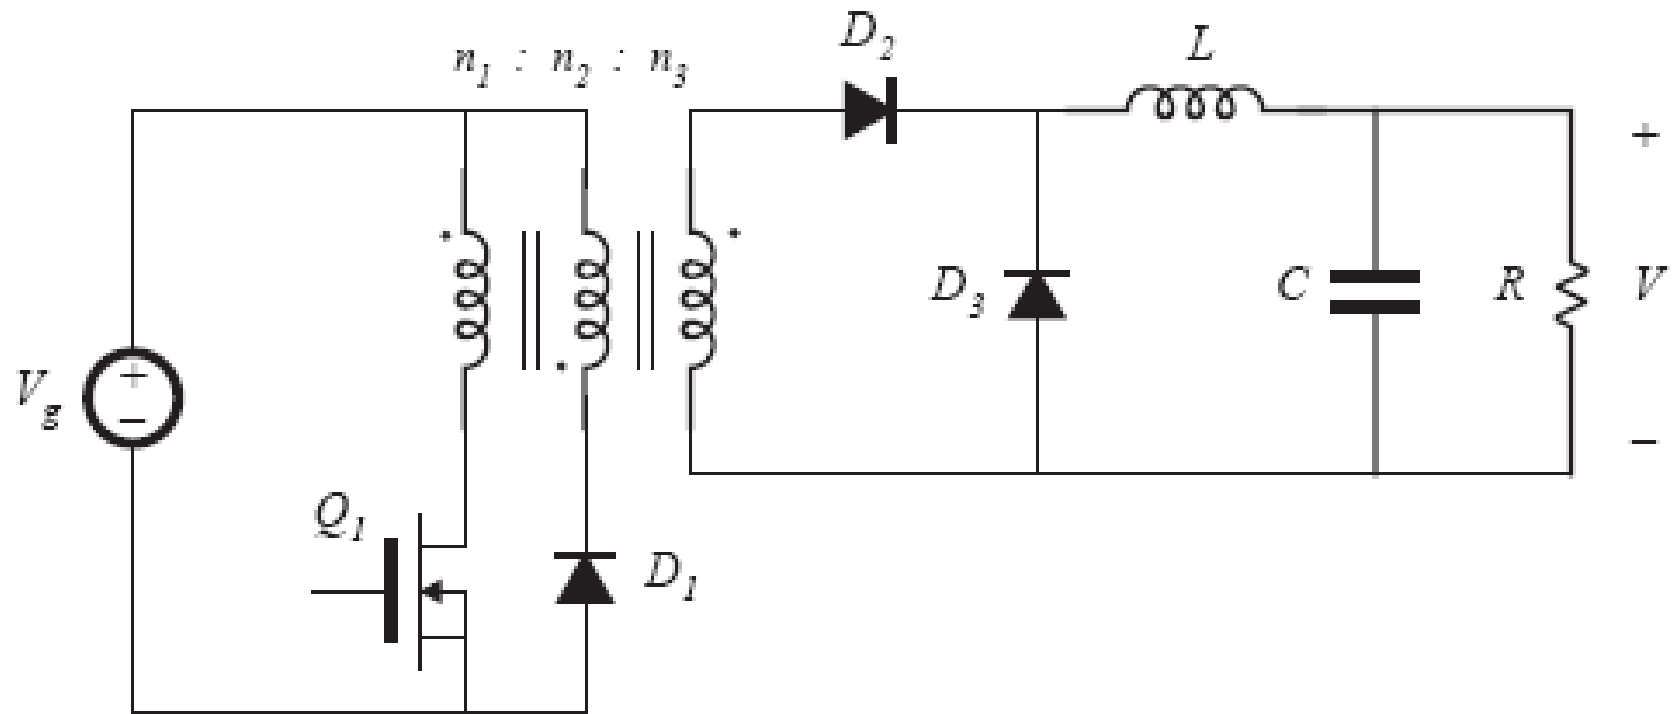 n1 : n2 : n3
D2
L
+
D3
C
R
V
Vg
+
−
−
Q1
D1